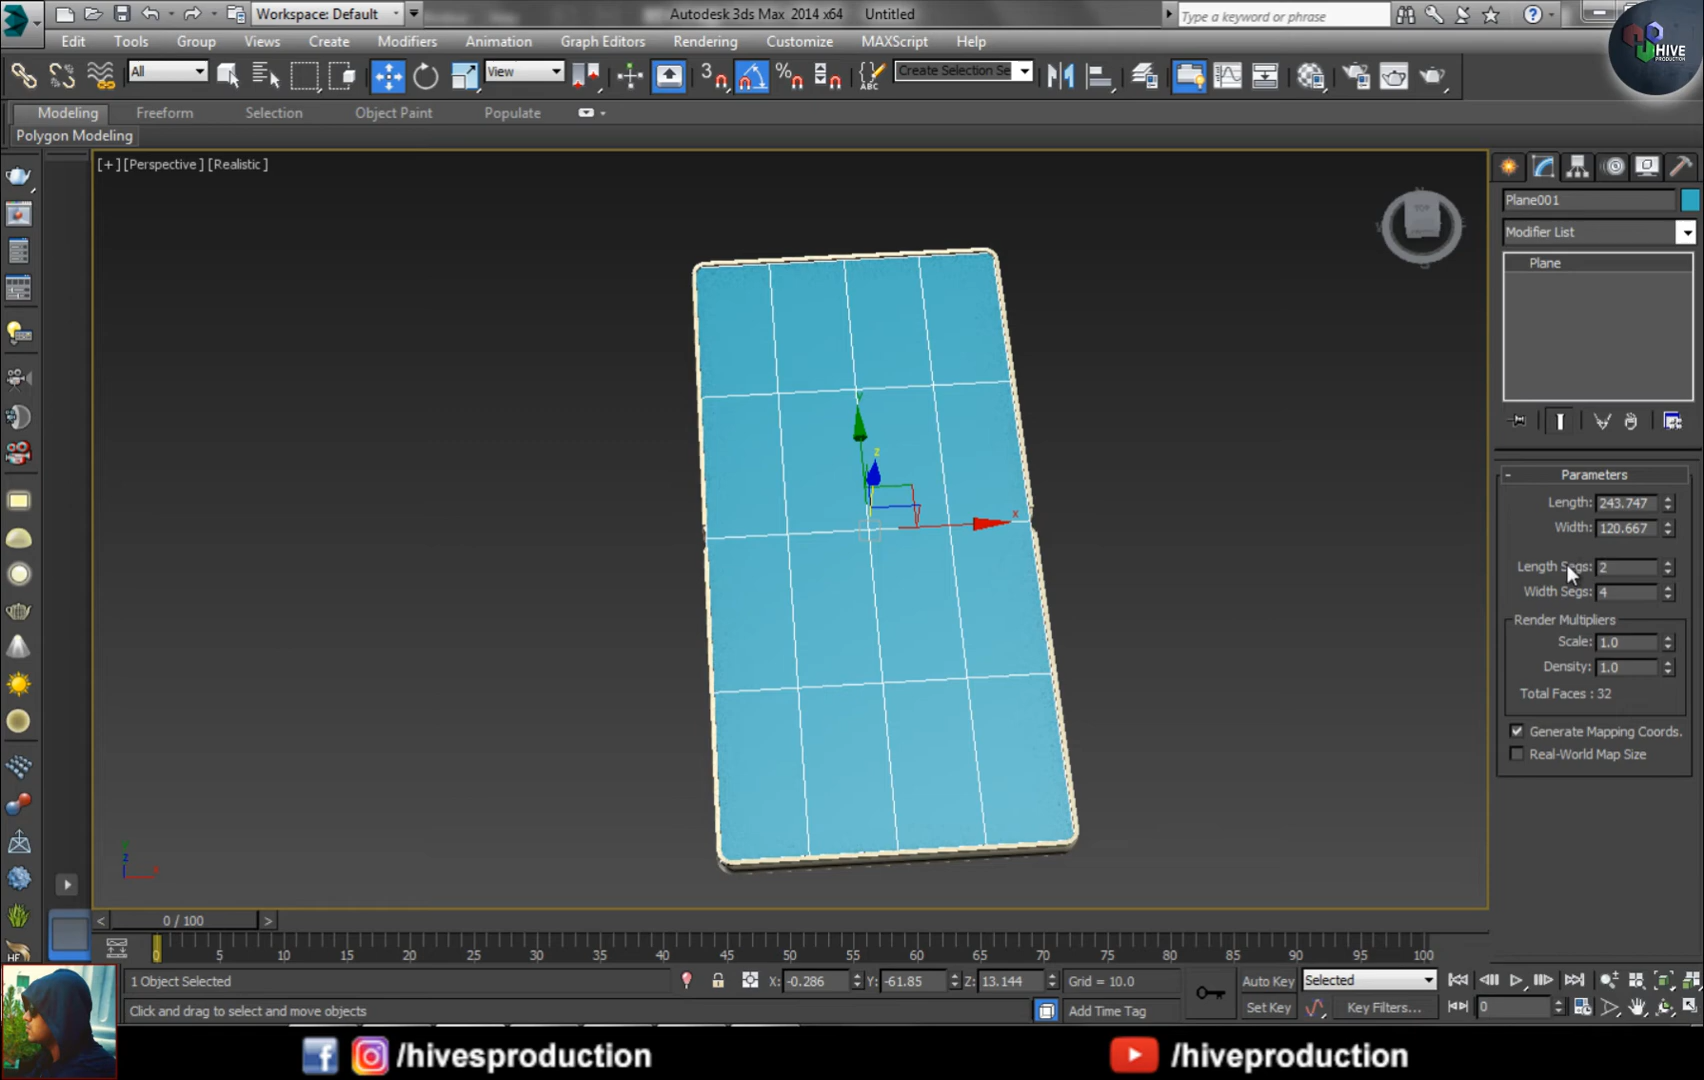 Workspace: Default
Autodesk 3ds Max 2014 x64 Untitled
Type a keyword or phrase
HIVE
PRODUCTION
Edit Tools Group Views Create Modifiers Animation Graph Editors Rendering Customize MAXScript Help
All
View
3
%
ABC
Create Selection Se
Modeling Freeform Selection Object Paint Populate
Polygon Modeling
[+] [Perspective] [Realistic]
Plane001
Modifier List
Plane
Parameters
Length: 243.747
Width: 120.667
Length Segs: 2
Width Segs: 4
Render Multipliers
Scale: 1.0
Density: 1.0
Total Faces : 32
Generate Mapping Coords.
Real-World Map Size
z
x
z
0 / 100
0 5 10 15 20 25 30 35 40 45 50 55 60 65 70 75 80 85 90 95 100
1 Object Selected
X: -0.286 Y: -61.85 Z: 13.144 Grid = 10.0
Auto Key Selected
Click and drag to select and move objects
Add Time Tag
Set Key Key Filters... 0
HF
/hivesproduction
/hiveproduction